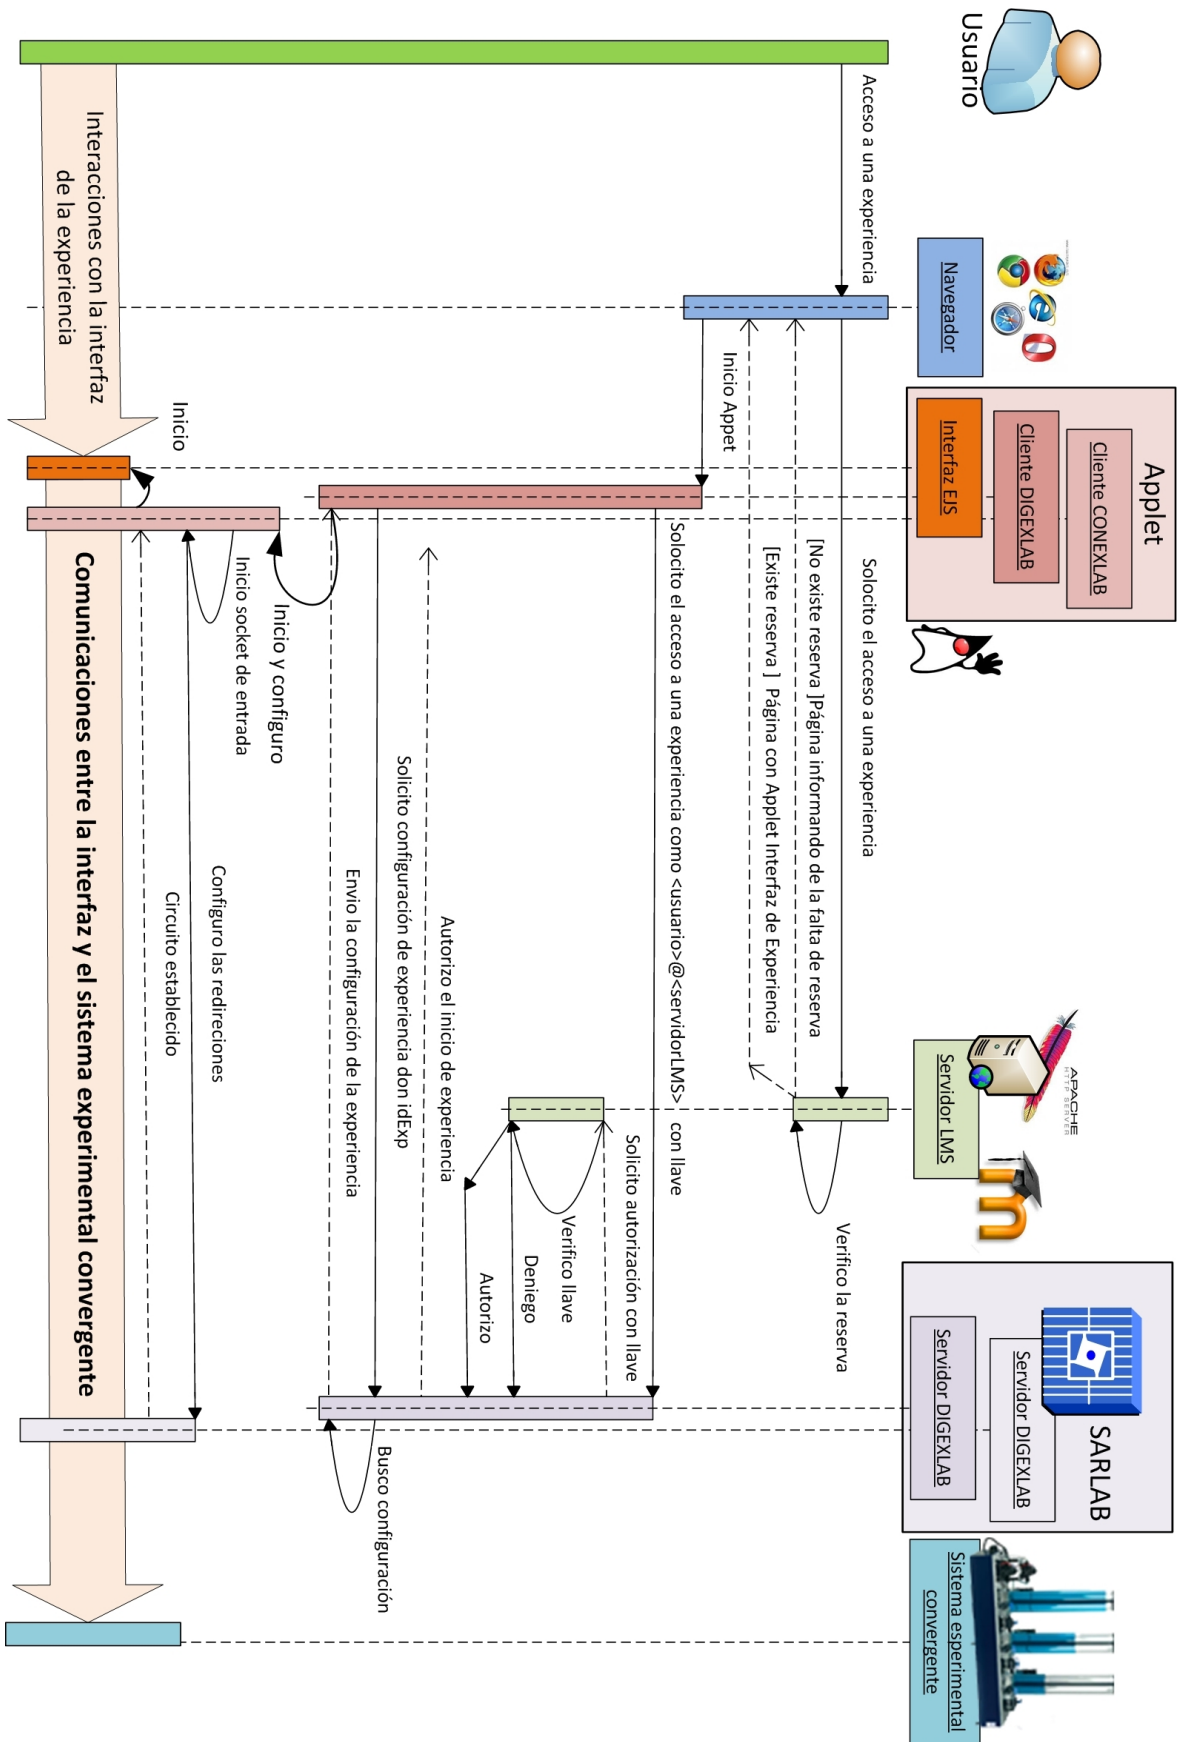 Usuario
Navegador
Applet
Cliente CONEXLAB
Cliente DIGEXLAB
Interfaz EJS
APACHE
HTTP SERVER
Servidor LMS
SARLAB
Servidor DIGEXLAB
Servidor DIGEXLAB
Sistema esperimental
convergente
Acceso a una experiencia
Solocito el acceso a una experiencia
Verifico la reserva
[No existe reserva ]Página informando de la falta de reserva
[Existe reserva ] Página con Applet Interfaz de Experiencia
Inicio Appet
Solocito el acceso a una experiencia como <usuario>@<servidorLMS> con llave
Solicito autorización con llave
Verifico llave
Deniego
Autorizo
Autorizo el inicio de experiencia
Solicito configuración de experiencia don idExp
Busco configuración
Envio la configuración de la experiencia
Inicio y configuro
Inicio socket de entrada
Configuro las redireciones
Circuito establecido
Inicio
Interacciones con la interfaz
de la experiencia
Comunicaciones entre la interfaz y el sistema experimental convergente